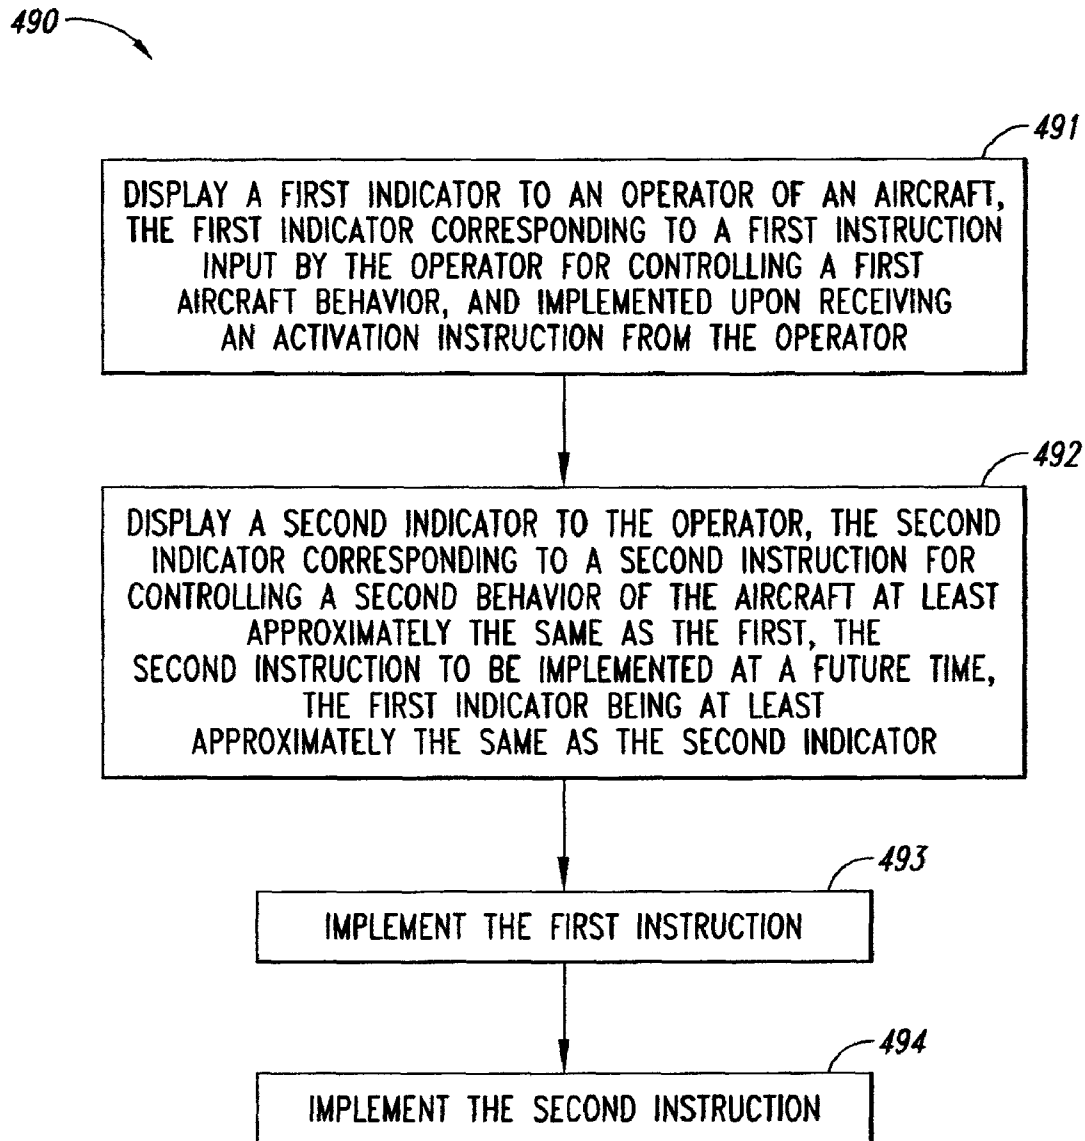 490
491
DISPLAY A FIRST INDICATOR TO AN OPERATOR OF AN AIRCRAFT,
THE FIRST INDICATOR CORRESPONDING TO A FIRST INSTRUCTION
INPUT BY THE OPERATOR FOR CONTROLLING A FIRST
AIRCRAFT BEHAVIOR, AND IMPLEMENTED UPON RECEIVING
AN ACTIVATION INSTRUCTION FROM THE OPERATOR
492
DISPLAY A SECOND INDICATOR TO THE OPERATOR, THE SECOND
INDICATOR CORRESPONDING TO A SECOND INSTRUCTION FOR
CONTROLLING A SECOND BEHAVIOR OF THE AIRCRAFT AT LEAST
APPROXIMATELY THE SAME AS THE FIRST, THE
SECOND INSTRUCTION TO BE IMPLEMENTED AT A FUTURE TIME,
THE FIRST INDICATOR BEING AT LEAST
APPROXIMATELY THE SAME AS THE SECOND INDICATOR
493
IMPLEMENT THE FIRST INSTRUCTION
494
IMPLEMENT THE SECOND INSTRUCTION